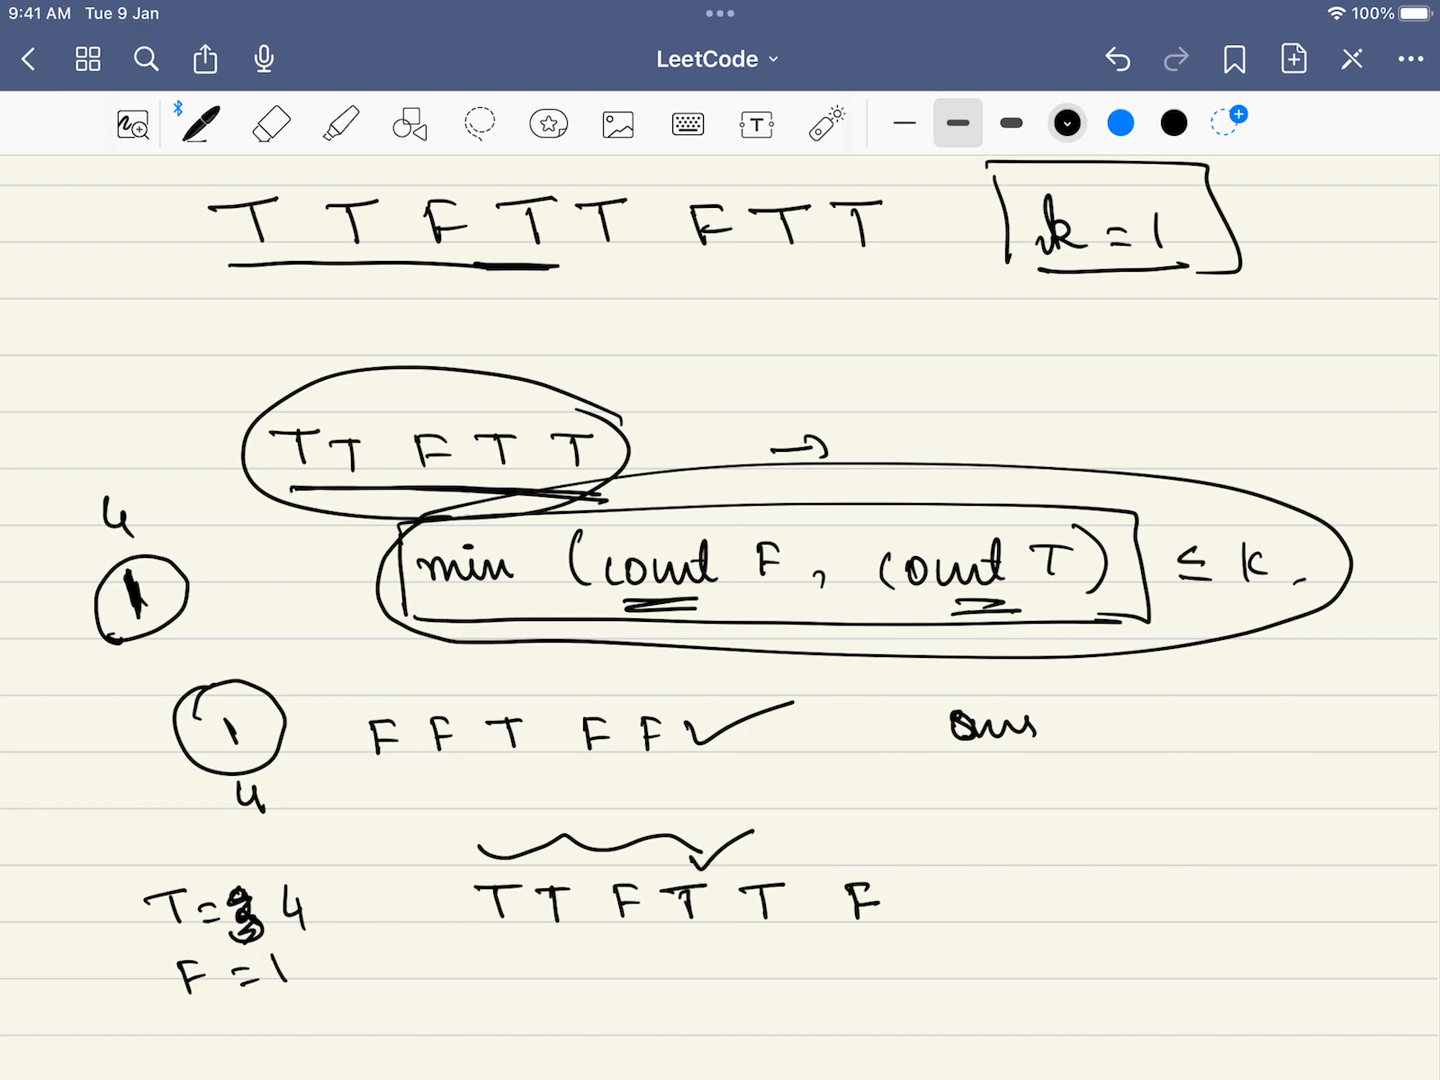 9:41 AM Tue 9 Jan
100%
LeetCode
T T F T T F T T k = 1
T T F T T
4
1
min (count F, count T) ≤ k.
1 F F T F F ans
4
T T F T T F
T = 3 4
F = 1